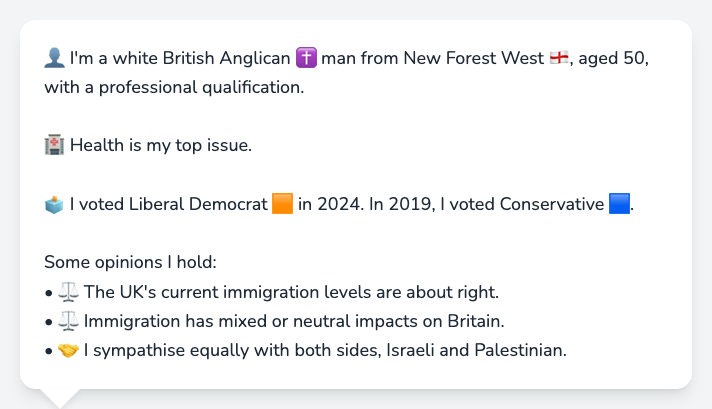 👤 I'm a white British Anglican ✝️ man from New Forest West 🏴󠁧󠁢󠁥󠁮󠁧󠁿, aged 50,
with a professional qualification.
🏥 Health is my top issue.
🗳️ I voted Liberal Democrat 🟧 in 2024. In 2019, I voted Conservative 🟦.
Some opinions I hold:
• ⚖️ The UK's current immigration levels are about right.
• ⚖️ Immigration has mixed or neutral impacts on Britain.
• 🤝 I sympathise equally with both sides, Israeli and Palestinian.